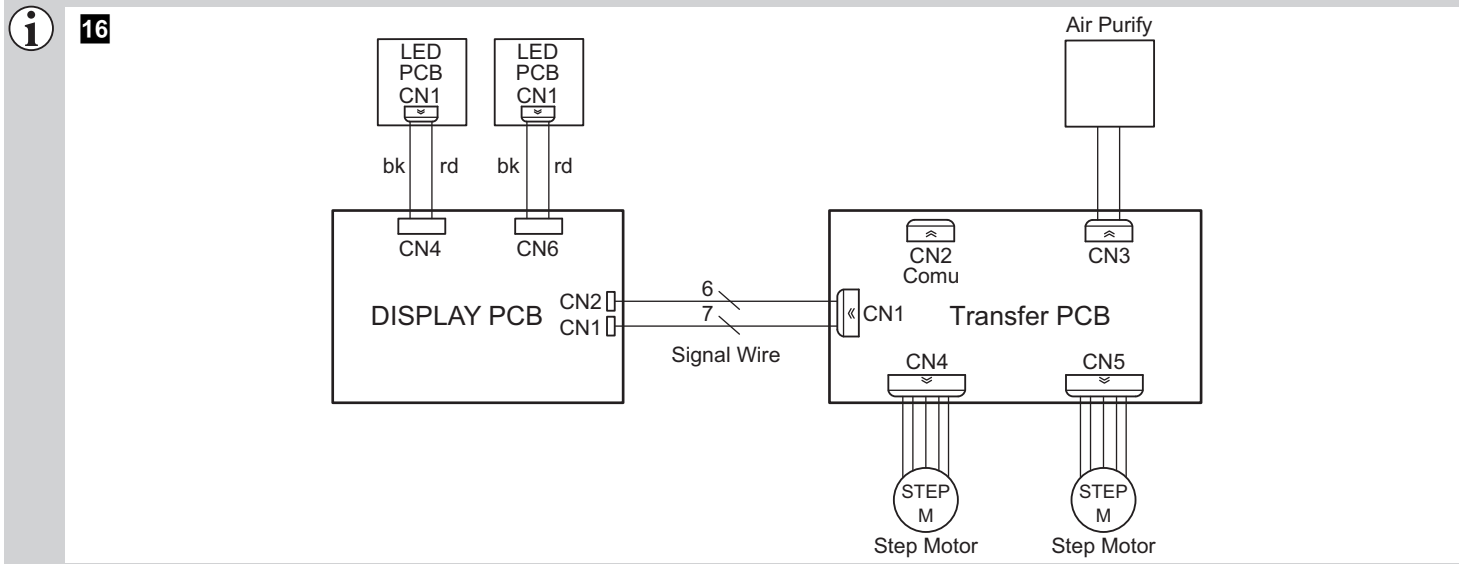 i
16
Air Purify
LED
PCB
CN1
LED
PCB
CN1
bk
rd
bk
rd
CN4
CN6
CN2
Comu
CN3
DISPLAY PCB
CN2
CN1
6
7
Signal Wire
CN1
Transfer PCB
CN4
CN5
STEP
M
Step Motor
STEP
M
Step Motor